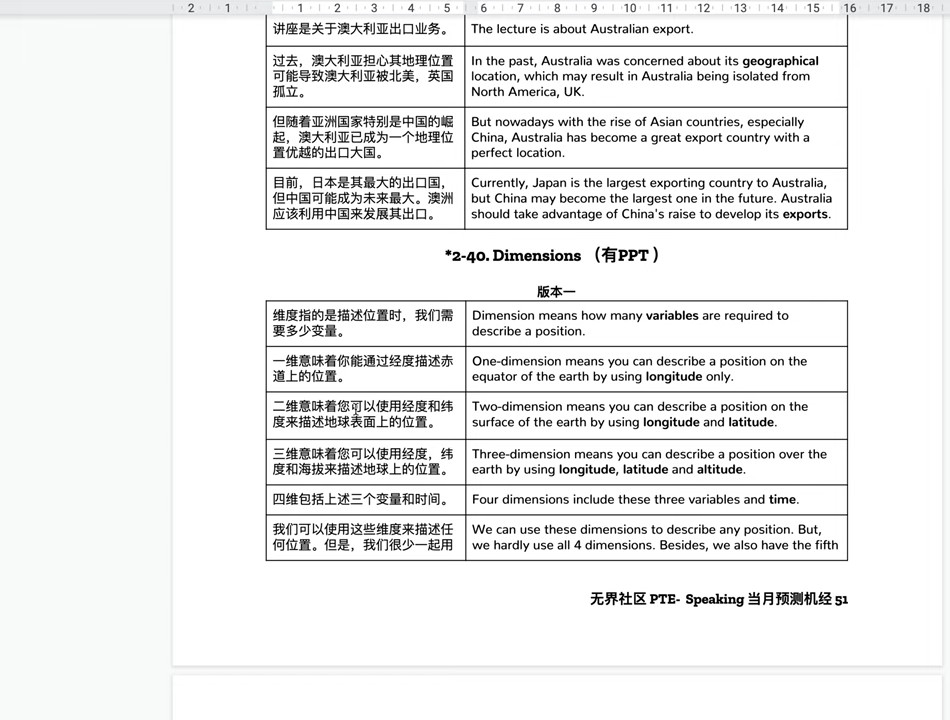 2 1 1 2 3 4 5 6 7 8 9 10 11 12 13 14 15 16 17 18
讲座是关于澳大利亚出口业务。
The lecture is about Australian export.
过去，澳大利亚担心其地理位置
可能导致澳大利亚被北美，英国
孤立。
In the past, Australia was concerned about its geographical
location, which may result in Australia being isolated from
North America, UK.
但随着亚洲国家特别是中国的崛
起，澳大利亚已成为一个地理位
置优越的出口大国。
But nowadays with the rise of Asian countries, especially
China, Australia has become a great export country with a
perfect location.
目前，日本是其最大的出口国，
但中国可能成为未来最大。澳洲
应该利用中国来发展其出口。
Currently, Japan is the largest exporting country to Australia,
but China may become the largest one in the future. Australia
should take advantage of China's raise to develop its exports.
*2-40. Dimensions （有PPT ）
版本一
维度指的是描述位置时，我们需
要多少变量。
Dimension means how many variables are required to
describe a position.
一维意味着你能通过经度描述赤
道上的位置。
One-dimension means you can describe a position on the
equator of the earth by using longitude only.
二维意味着您可以使用经度和纬
度来描述地球表面上的位置。
Two-dimension means you can describe a position on the
surface of the earth by using longitude and latitude.
三维意味着您可以使用经度，纬
度和海拔来描述地球上的位置。
Three-dimension means you can describe a position over the
earth by using longitude, latitude and altitude.
四维包括上述三个变量和时间。
Four dimensions include these three variables and time.
我们可以使用这些维度来描述任
何位置。但是，我们很少一起用
We can use these dimensions to describe any position. But,
we hardly use all 4 dimensions. Besides, we also have the fifth
无界社区 PTE- Speaking 当月预测机经 51